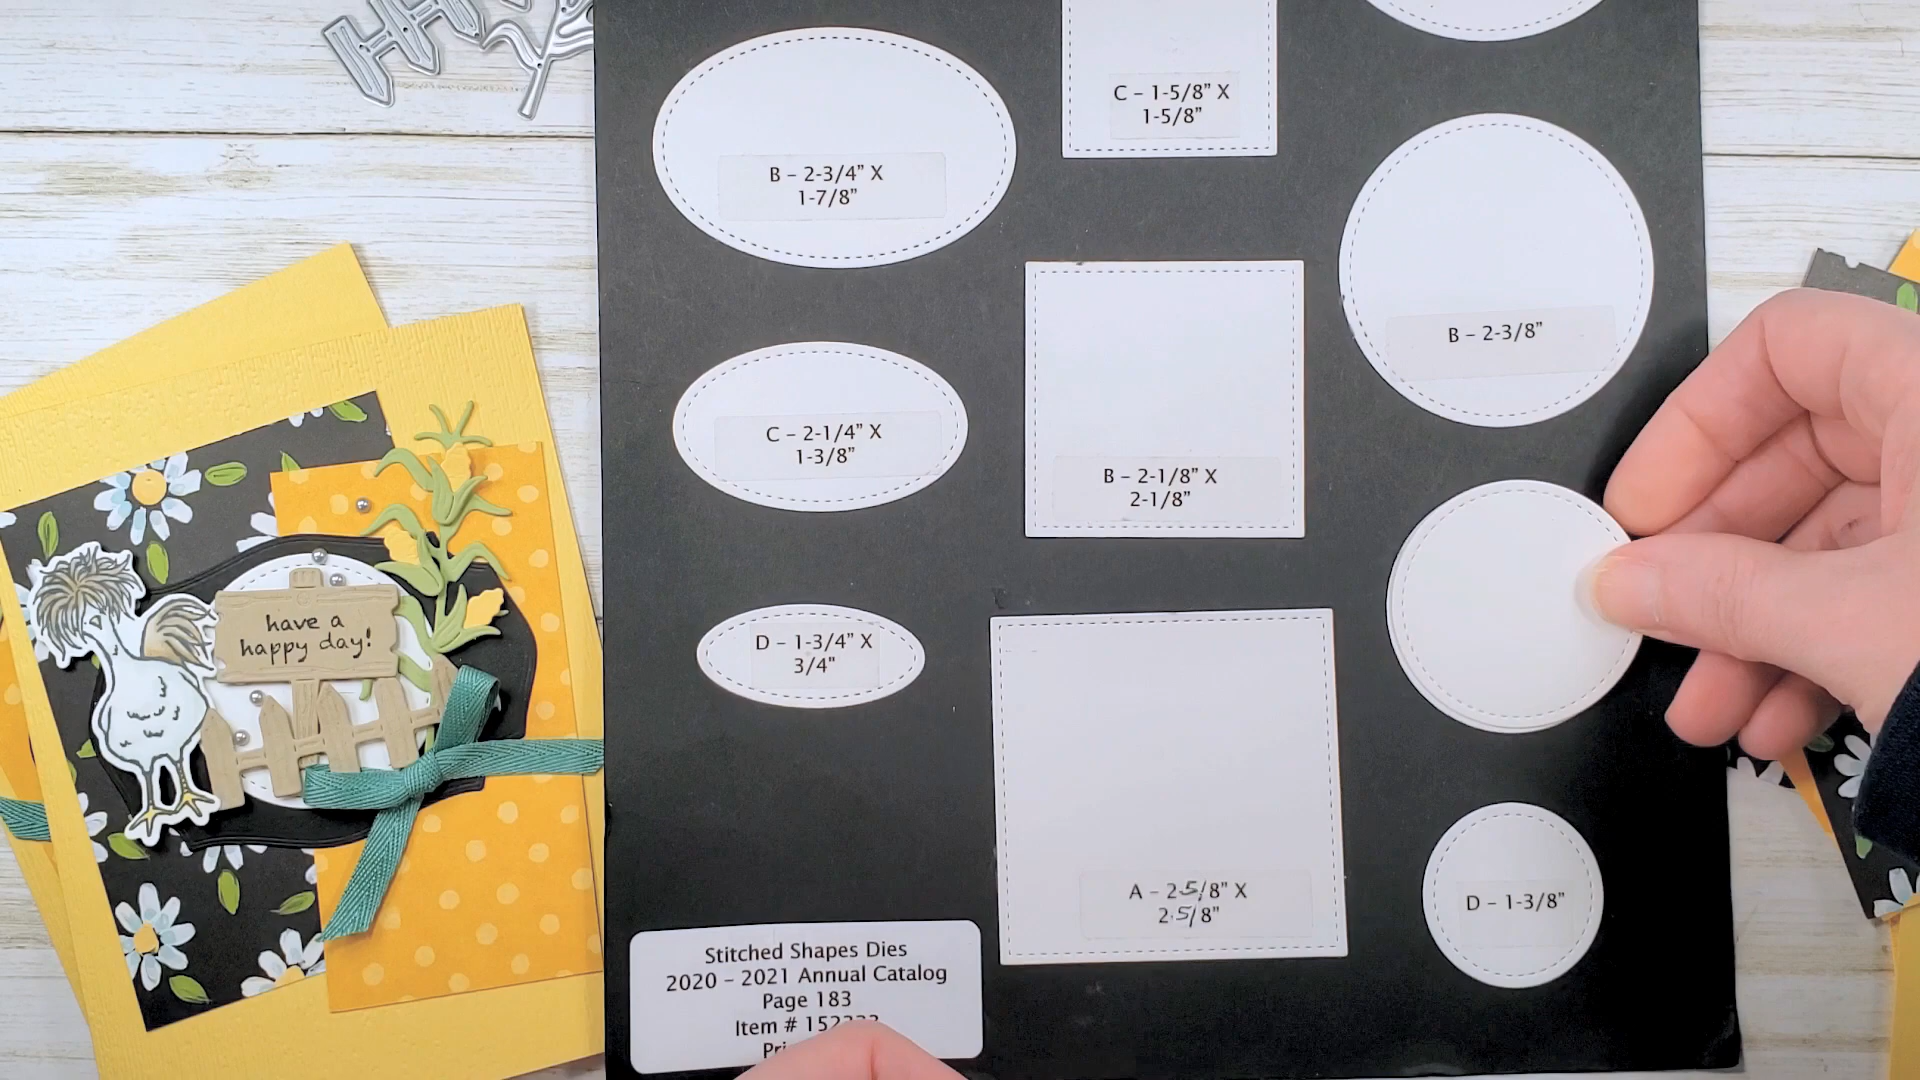 C – 1-5/8" X
1-5/8"
B – 2-3/4" X
1-7/8"
B – 2-3/8"
C – 2-1/4" X
1-3/8"
B – 2-1/8" X
2-1/8"
have a
happy day!
D – 1-3/4" X
3/4"
A – 2 5/8" X
2-5/8"
D – 1-3/8"
Stitched Shapes Dies
2020 – 2021 Annual Catalog
Page 183
Item #